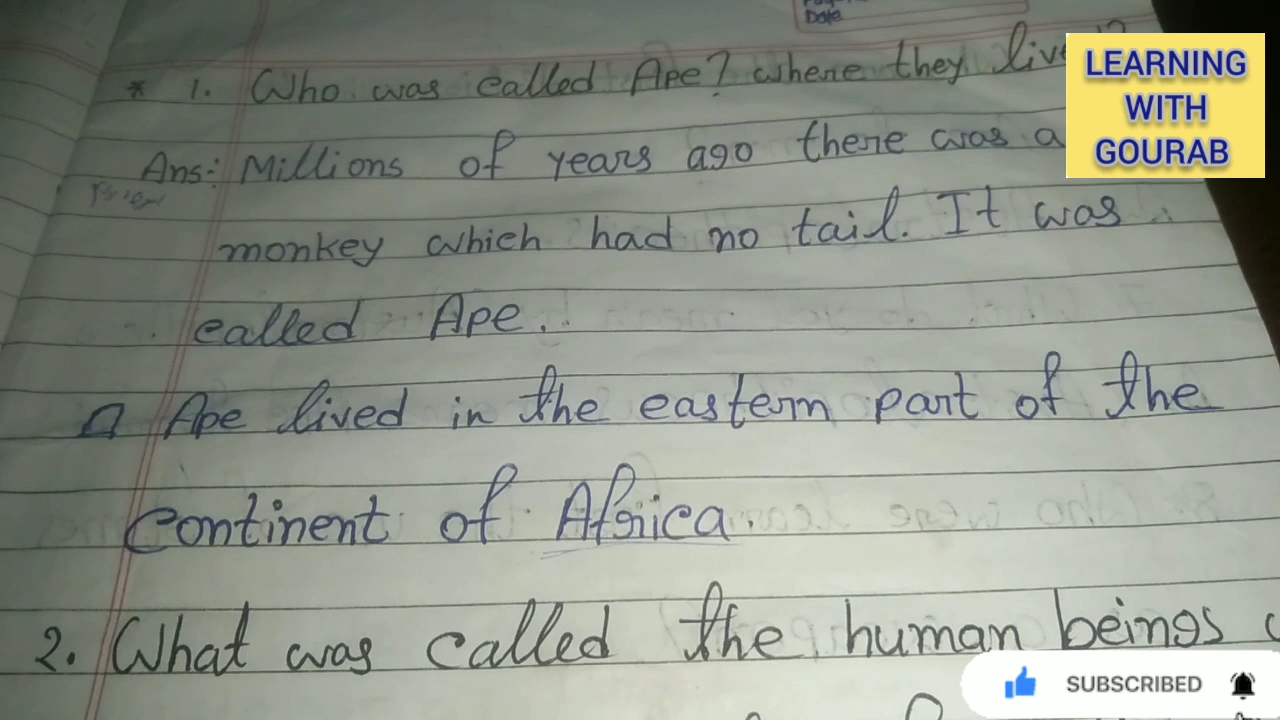 Date
* 1. Who was called Ape? where they live
Ans: Millions of years ago there was a
monkey which had no tail. It was
called Ape.
Ape lived in the eastern part of the
Continent of Africa.
2. What was called the human beings
LEARNING
WITH
GOURAB
SUBSCRIBED